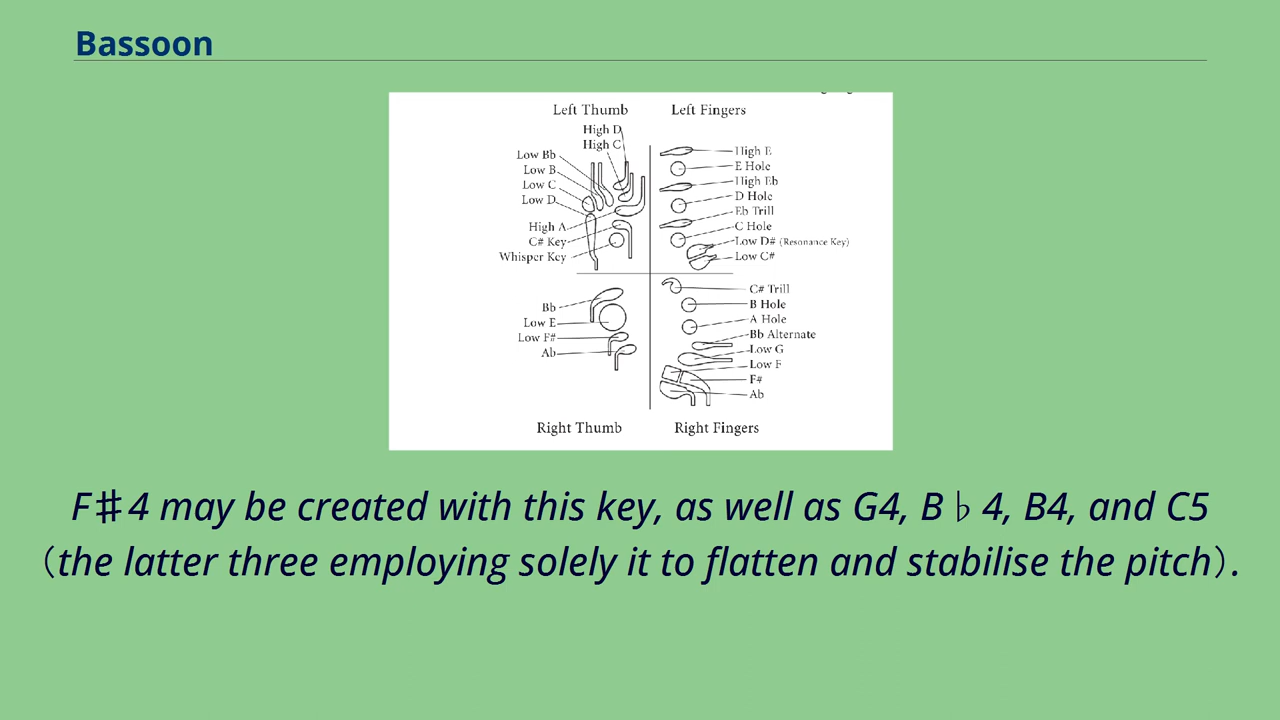 Bassoon
Left Thumb
Left Fingers
High D
High C
Low Bb
Low B
Low C
Low D
High A
C# Key
Whisper Key
High E
E Hole
High Eb
D Hole
Eb Trill
C Hole
Low D# (Resonance Key)
Low C#
Bb
Low E
Low F#
Ab
C# Trill
B Hole
A Hole
Bb Alternate
Low G
Low F
F#
Ab
Right Thumb
Right Fingers
F♯4 may be created with this key, as well as G4, B♭4, B4, and C5
(the latter three employing solely it to flatten and stabilise the pitch).